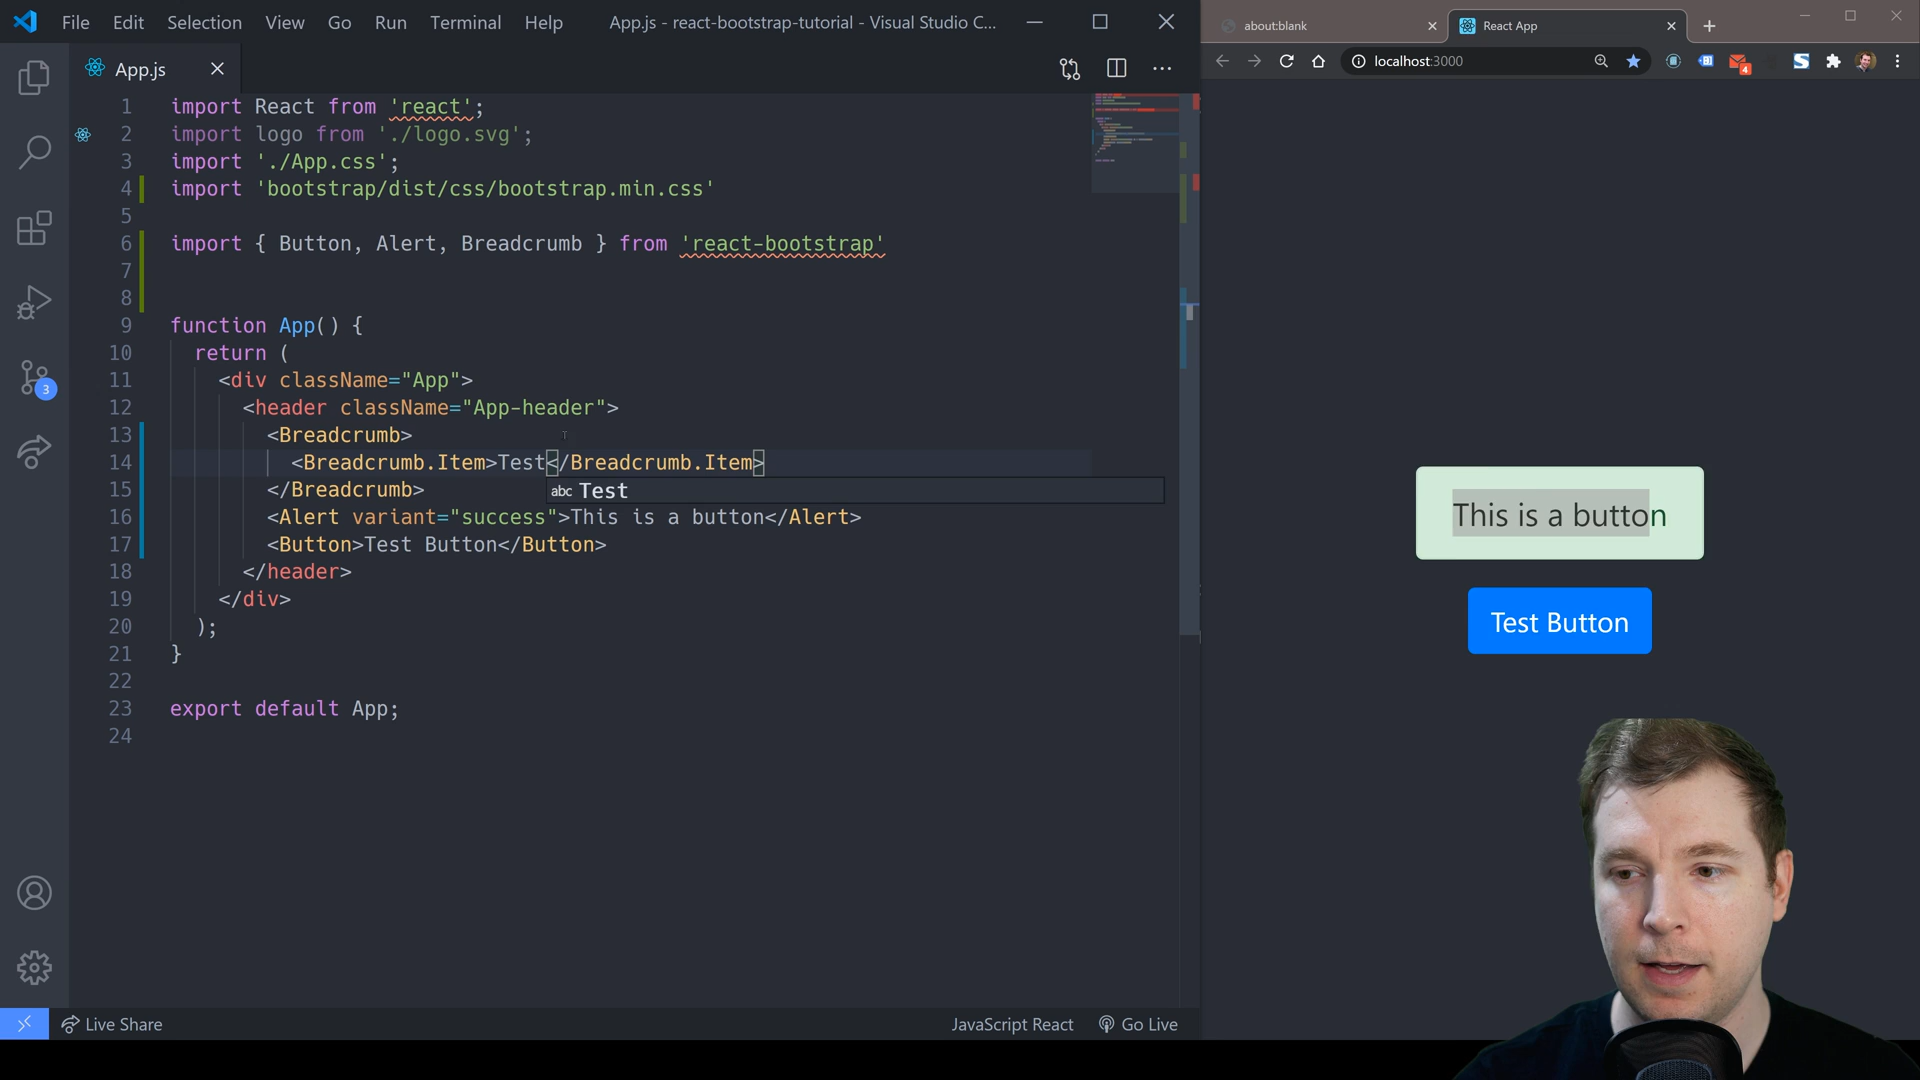 File Edit Selection View Go Run Terminal Help App.js - react-bootstrap-tutorial - Visual Studio C...
App.js
1 import React from 'react';
2 import logo from './logo.svg';
3 import './App.css';
4 import 'bootstrap/dist/css/bootstrap.min.css'
5
6 import { Button, Alert, Breadcrumb } from 'react-bootstrap'
7
8
9 function App() {
10 return (
11 <div className="App">
12 <header className="App-header">
13 <Breadcrumb>
14 <Breadcrumb.Item>Test</Breadcrumb.Item>
15 </Breadcrumb>
abc Test
16 <Alert variant="success">This is a button</Alert>
17 <Button>Test Button</Button>
18 </header>
19 </div>
20 );
21 }
22
23 export default App;
24
3
Live Share JavaScript React Go Live
about:blank React App
localhost:3000
4
This is a button
Test Button